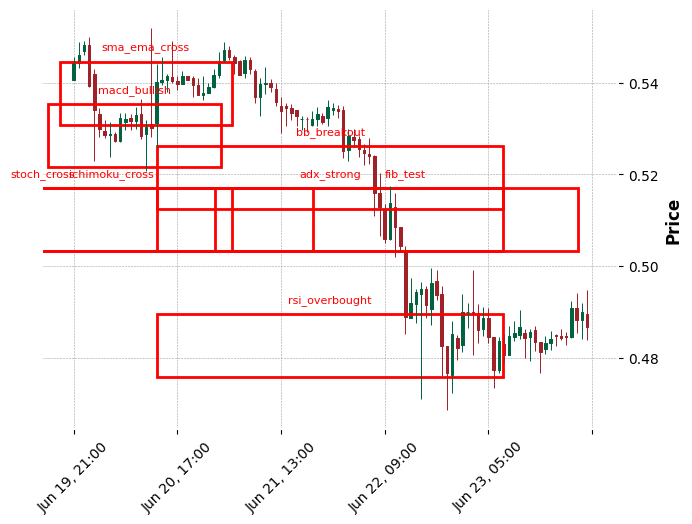 sma_ema_cross
0.54
macd_bullish
bb_breakout
0.52
stoch_cross
ichimoku_cross
adx_strong
fib_test
Price
0.50
rsi_overbought
0.48
Jun 19, 21:00
Jun 20, 17:00
Jun 21, 13:00
Jun 22, 09:00
Jun 23, 05:00